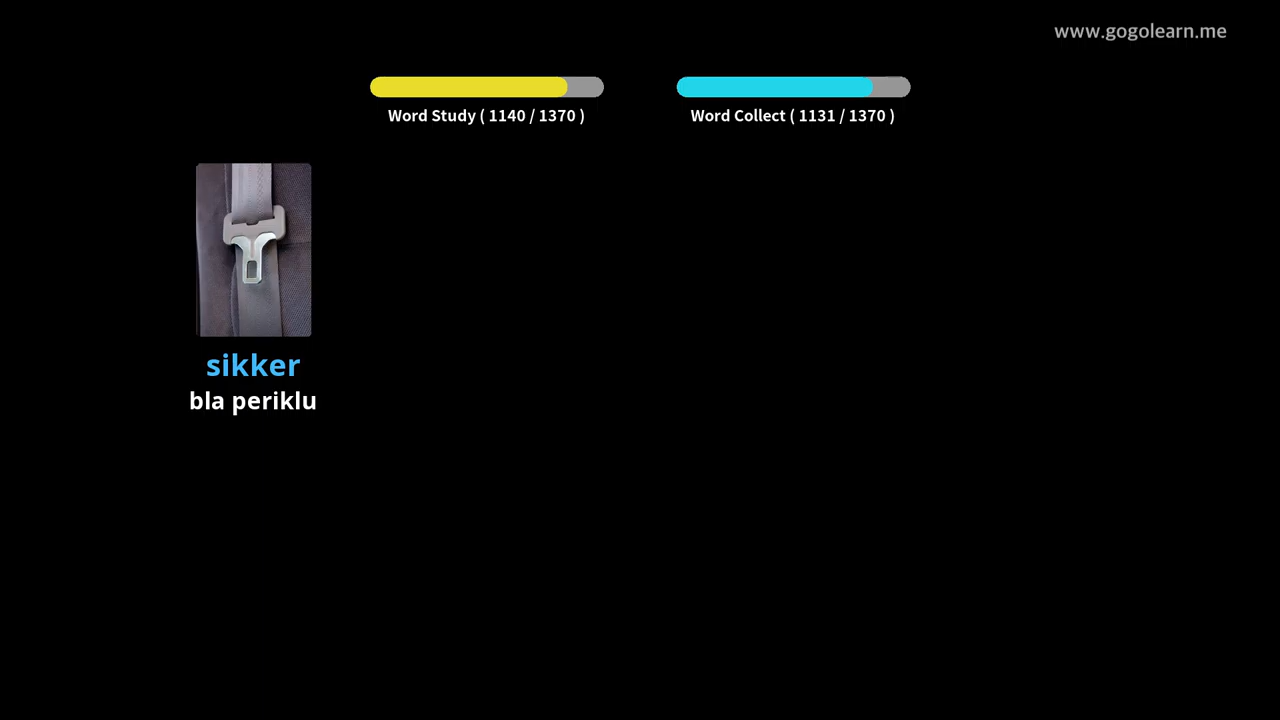 www.gogolearn.me
Word Study ( 1140 / 1370 )
Word Collect ( 1131 / 1370 )
sikker
bla periklu